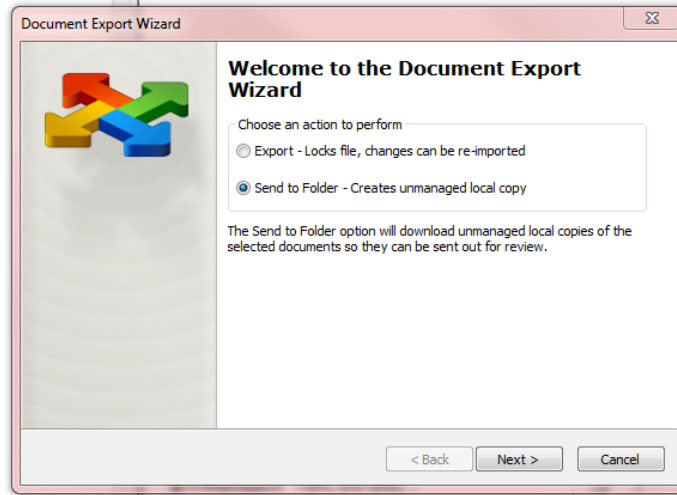 Document Export Wizard
Welcome to the Document Export
Wizard
Choose an action to perform
Export - Locks file, changes can be re-imported
Send to Folder - Creates unmanaged local copy
The Send to Folder option will download unmanaged local copies of the
selected documents so they can be sent out for review.
< Back Next > Cancel